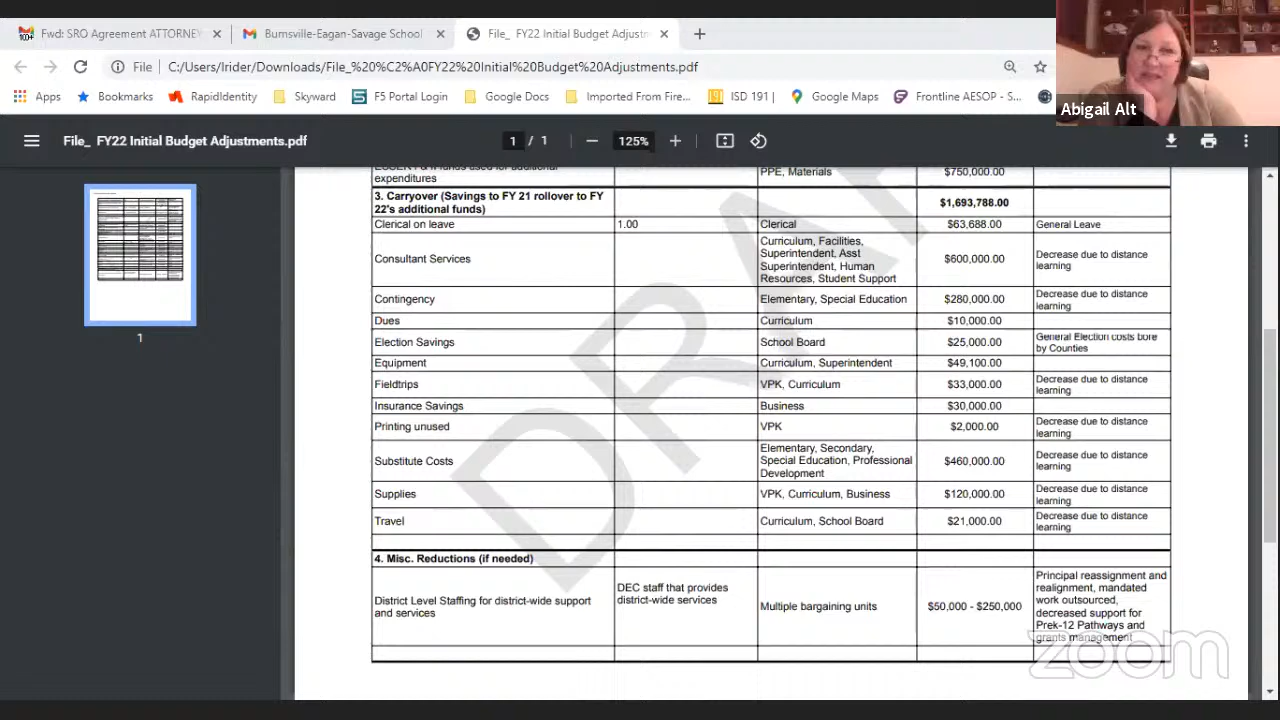 Fwd: SRO Agreement ATTORNEY
Burnsville-Eagan-Savage School
File_ FY22 Initial Budget Adjustm
File
C:/Users/lrider/Downloads/File_%20%C2%A0FY22%20Initial%20Budget%20Adjustments.pdf
Apps
Bookmarks
RapidIdentity
Skyward
F5 Portal Login
Google Docs
Imported From Fire...
ISD 191 |
Google Maps
Frontline AESOP - S...
Abigail Alt
File_ FY22 Initial Budget Adjustments.pdf
1 / 1
125%
1
expenditures
PPE, Materials
$750,000.00
3. Carryover (Savings to FY 21 rollover to FY
22's additional funds)
$1,693,788.00
Clerical on leave
1.00
Clerical
$63,688.00
General Leave
Consultant Services
Curriculum, Facilities,
Superintendent, Asst
Superintendent, Human
Resources, Student Support
$600,000.00
Decrease due to distance
learning
Contingency
Elementary, Special Education
$280,000.00
Decrease due to distance
learning
Dues
Curriculum
$10,000.00
Election Savings
School Board
$25,000.00
General Election costs bore
by Counties
Equipment
Curriculum, Superintendent
$49,100.00
Fieldtrips
VPK, Curriculum
$33,000.00
Decrease due to distance
learning
Insurance Savings
Business
$30,000.00
Printing unused
VPK
$2,000.00
Decrease due to distance
learning
Substitute Costs
Elementary, Secondary,
Special Education, Professional
Development
$460,000.00
Decrease due to distance
learning
Supplies
VPK, Curriculum, Business
$120,000.00
Decrease due to distance
learning
Travel
Curriculum, School Board
$21,000.00
Decrease due to distance
learning
4. Misc. Reductions (if needed)
District Level Staffing for district-wide support
and services
DEC staff that provides
district-wide services
Multiple bargaining units
$50,000 - $250,000
Principal reassignment and
realignment, mandated
work outsourced,
decreased support for
Prek-12 Pathways and
grants management
zoom